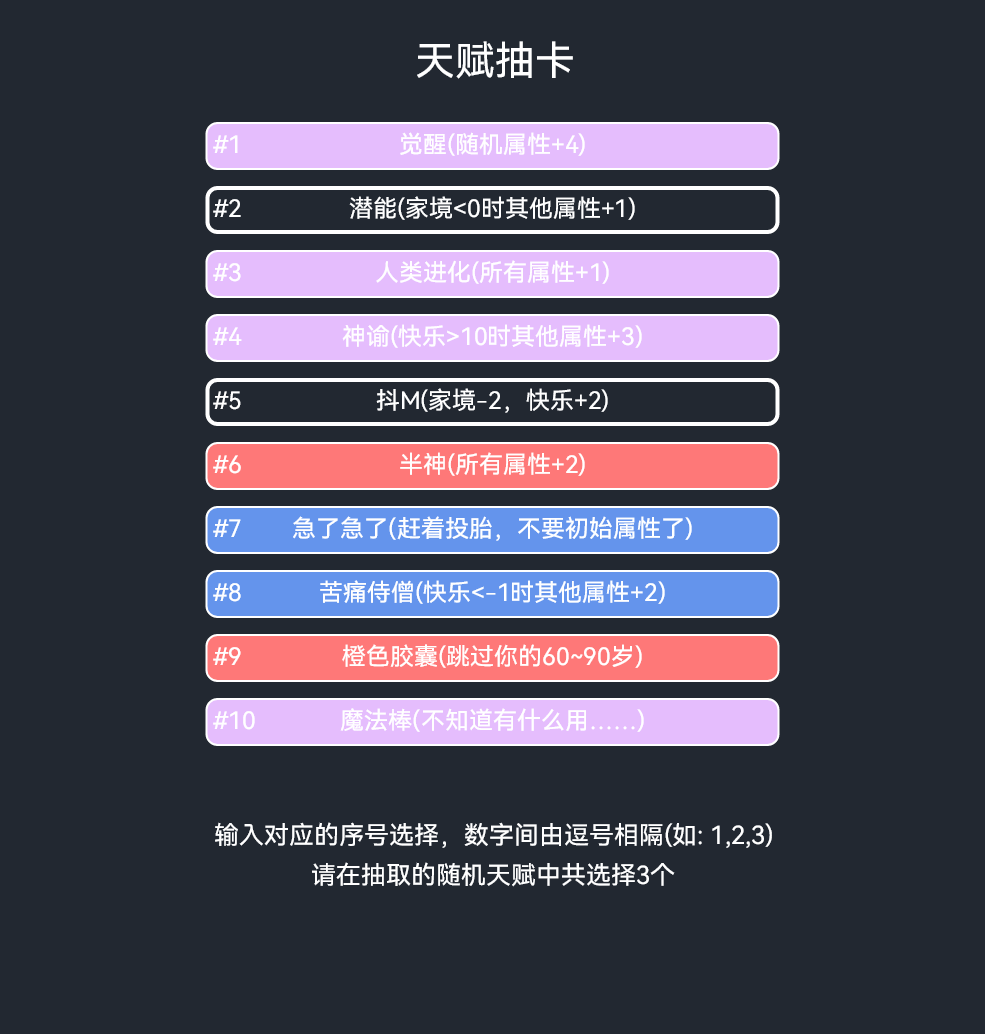 天赋抽卡
#1 觉醒(随机属性+4)
#2 潜能(家境<0时其他属性+1)
#3 人类进化(所有属性+1)
#4 神谕(快乐>10时其他属性+3)
#5 抖M(家境-2，快乐+2)
#6 半神(所有属性+2)
#7 急了急了(赶着投胎，不要初始属性了)
#8 苦痛侍僧(快乐<-1时其他属性+2)
#9 橙色胶囊(跳过你的60~90岁)
#10 魔法棒(不知道有什么用……)
输入对应的序号选择，数字间由逗号相隔(如: 1,2,3)
请在抽取的随机天赋中共选择3个